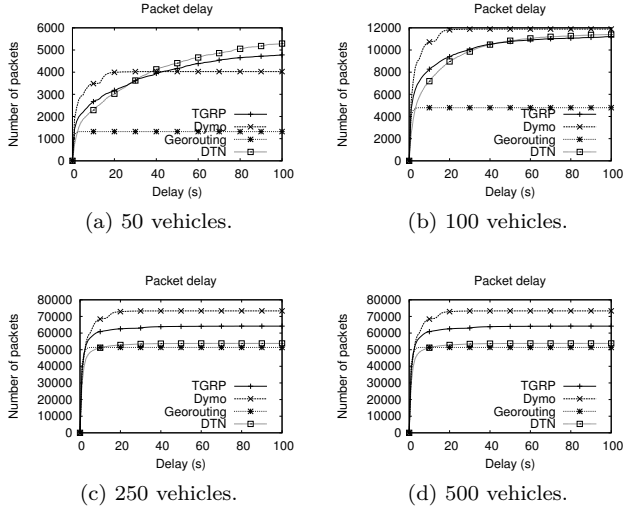 Packet delay
Number of packets
6000
5000
4000
3000
2000
1000
0
TGRP
Dymo
Georouting
DTN
0 20 40 60 80 100
Delay (s)
(a) 50 vehicles.
Packet delay
Number of packets
12000
10000
8000
6000
4000
2000
0
TGRP
Dymo
Georouting
DTN
0 20 40 60 80 100
Delay (s)
(b) 100 vehicles.
Packet delay
Number of packets
80000
70000
60000
50000
40000
30000
20000
10000
0
TGRP
Dymo
Georouting
DTN
0 20 40 60 80 100
Delay (s)
(c) 250 vehicles.
Packet delay
Number of packets
80000
70000
60000
50000
40000
30000
20000
10000
0
TGRP
Dymo
Georouting
DTN
0 20 40 60 80 100
Delay (s)
(d) 500 vehicles.